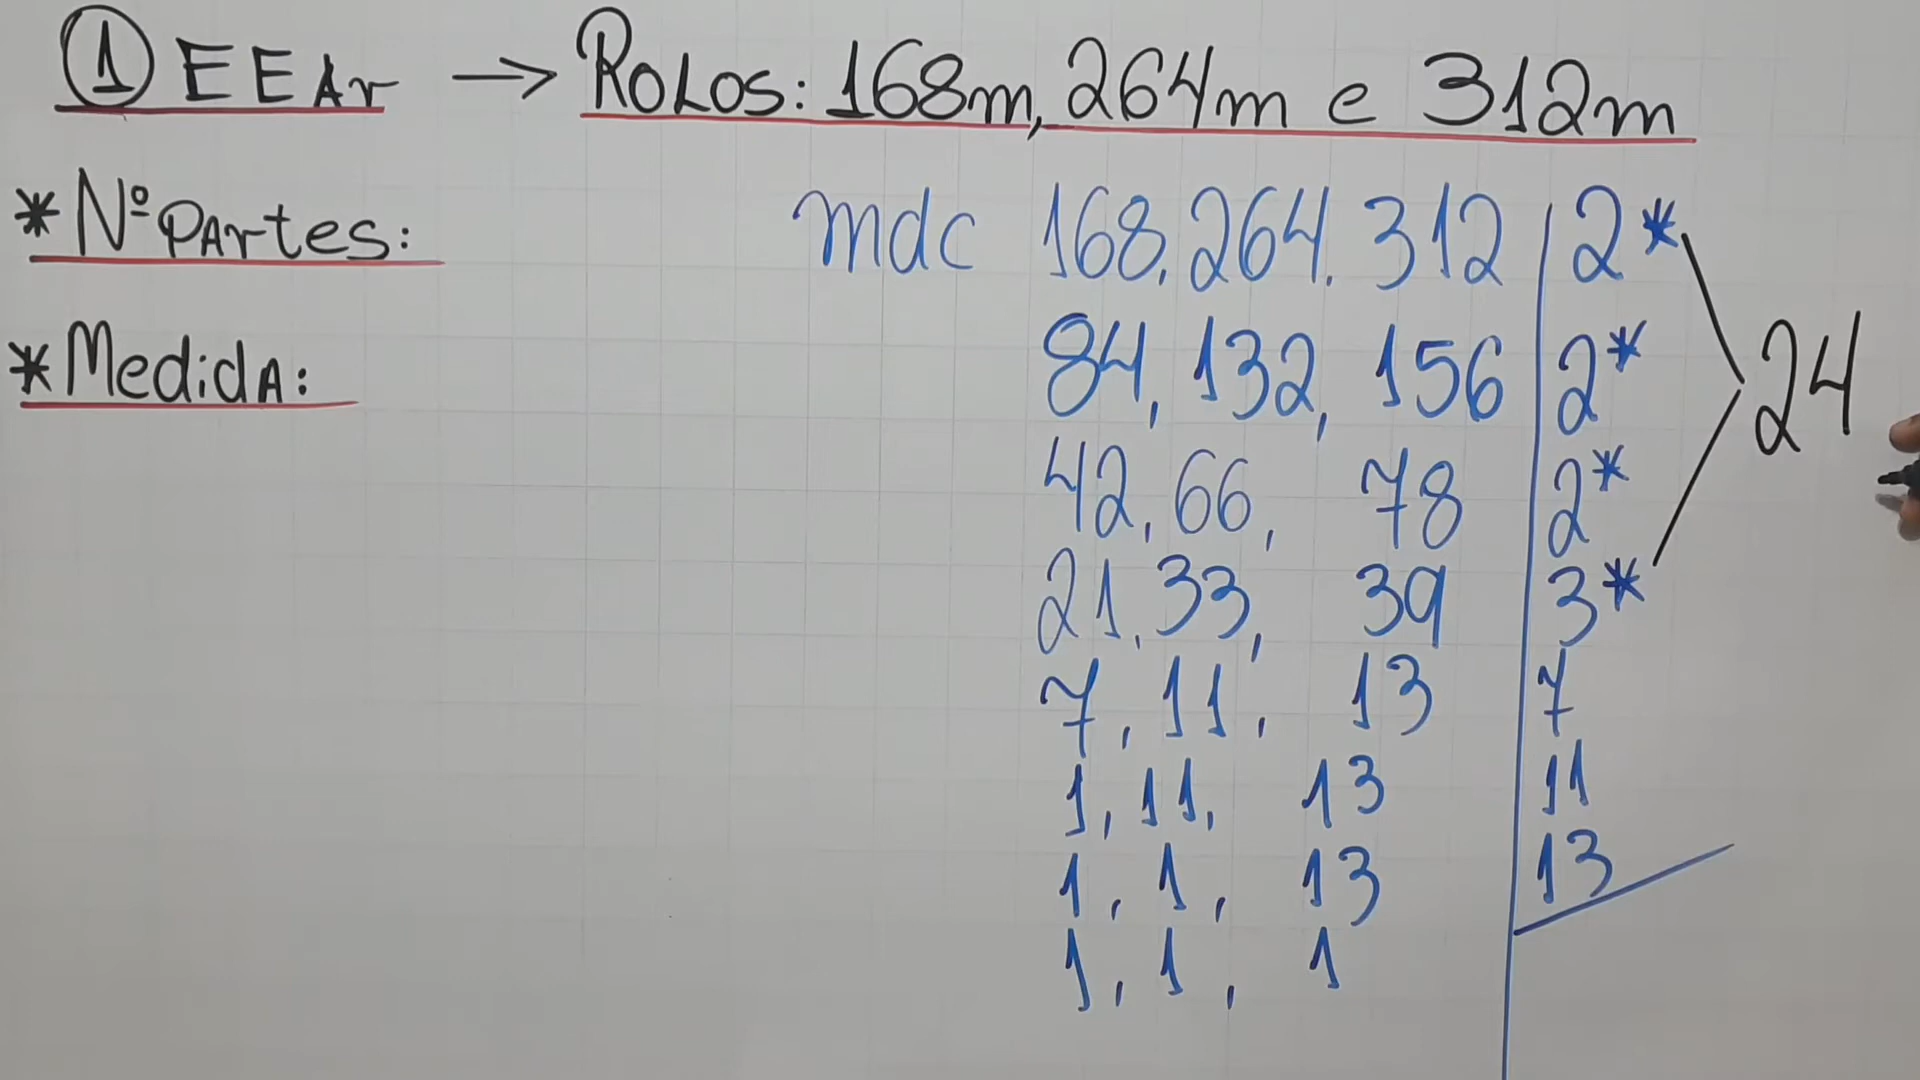 ① EEAr → Rolos: 168m, 264m e 312m
*Nº Partes:
mdc 168, 264, 312 | 2*
*Medida:
84, 132, 156 | 2*
24
42, 66, 78 | 2*
21, 33, 39 | 3*
7, 11, 13 | 7
1, 11, 13 | 11
1, 1, 13 | 13
1, 1, 1